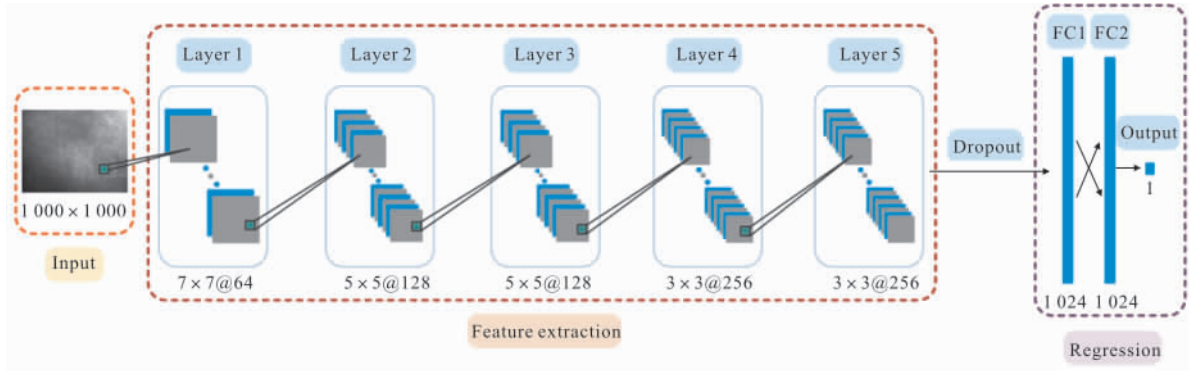 Layer 1
Layer 2
Layer 3
Layer 4
Layer 5
FC1 FC2
Dropout
Output
1
1 000 × 1 000
7 × 7@64
5 × 5@128
5 × 5@128
3 × 3@256
3 × 3@256
1 024 1 024
Input
Feature extraction
Regression